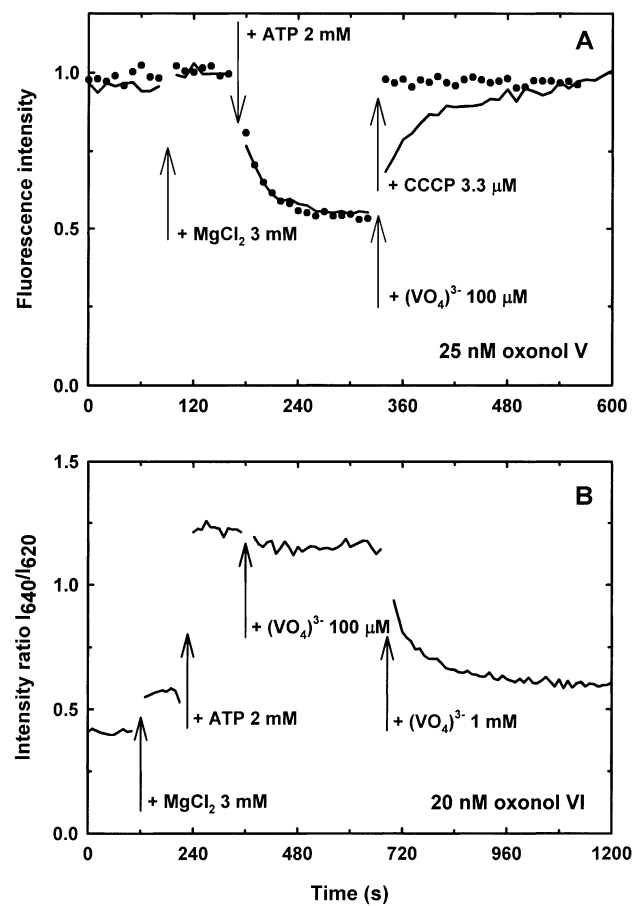 A
+ ATP 2 mM
1.0
Fluorescence intensity
+ CCCP 3.3 μM
+ MgCl₂ 3 mM
0.5
+ (VO₄)³⁻ 100 μM
25 nM oxonol V
0.0
0 120 240 360 480 600
1.5
B
Intensity ratio I₆₄₀/I₆₂₀
1.0
+ (VO₄)³⁻ 100 μM
0.5
+ ATP 2 mM
+ (VO₄)³⁻ 1 mM
+ MgCl₂ 3 mM
20 nM oxonol VI
0.0
0 240 480 720 960 1200
Time (s)